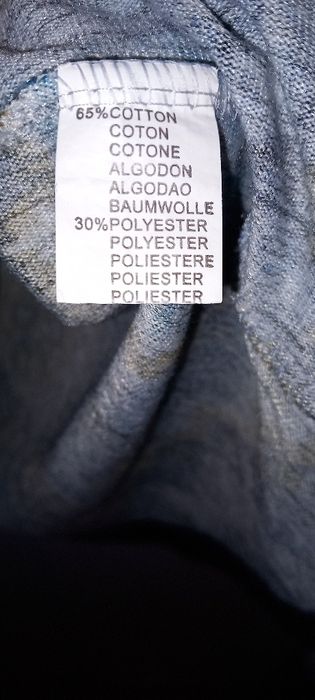 65%COTTON
COTON
COTONE
ALGODON
ALGODAO
BAUMWOLLE
30%POLYESTER
POLYESTER
POLIESTERE
POLIESTER
POLIESTER